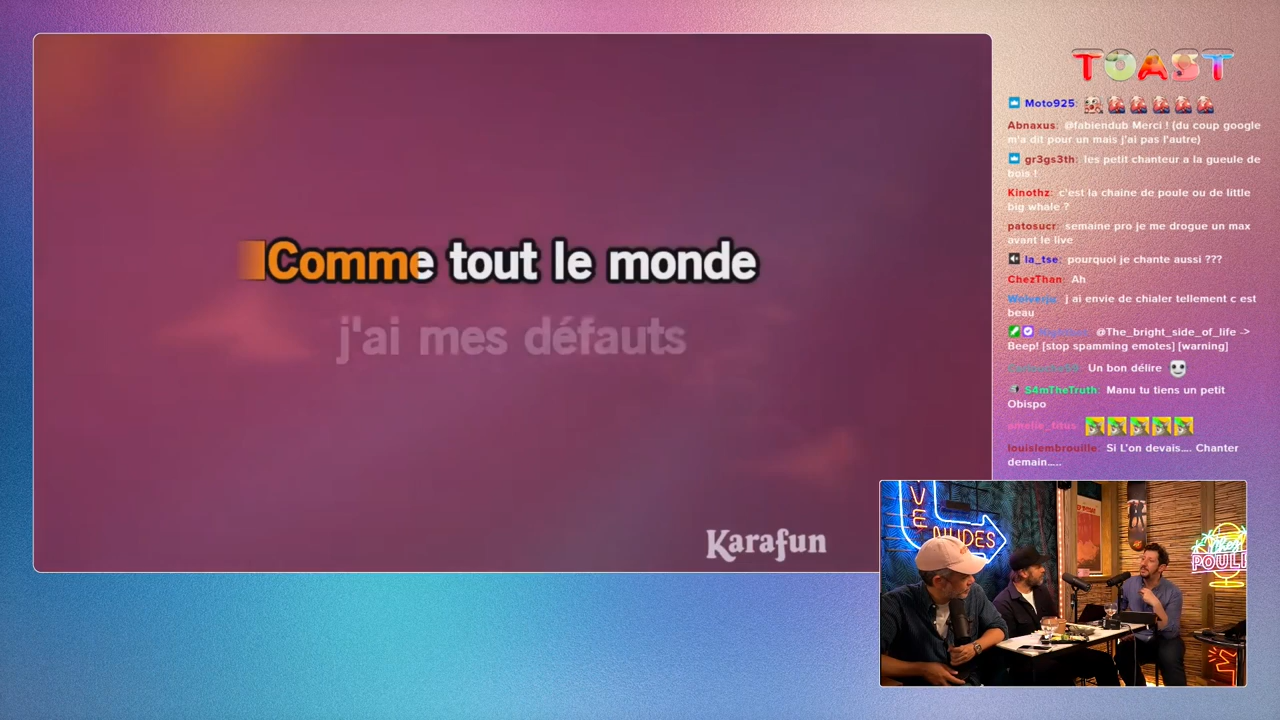 Comme tout le monde
j'ai mes défauts
Karafun
TOAST
Moto925:
Abnaxus: @fabiendub Merci ! (du coup google
m'a dit pour un mais j'ai pas l'autre)
gr3gs3th: les petit chanteur a la gueule de
bois !
Kinothz: c'est la chaine de poule ou de little
big whale ?
patosucr: semaine pro je me drogue un max
avant le live
la_tse: pourquoi je chante aussi ???
ChezThan: Ah
j ai envie de chialer tellement c est
beau
@The_bright_side_of_life ->
Beep! [stop spamming emotes] [warning]
Un bon délire
S4mTheTruth: Manu tu tiens un petit
Obispo
amelie_titus:
louislembrouille: Si L'on devais.... Chanter
demain.....
VE
NUDES
POUL